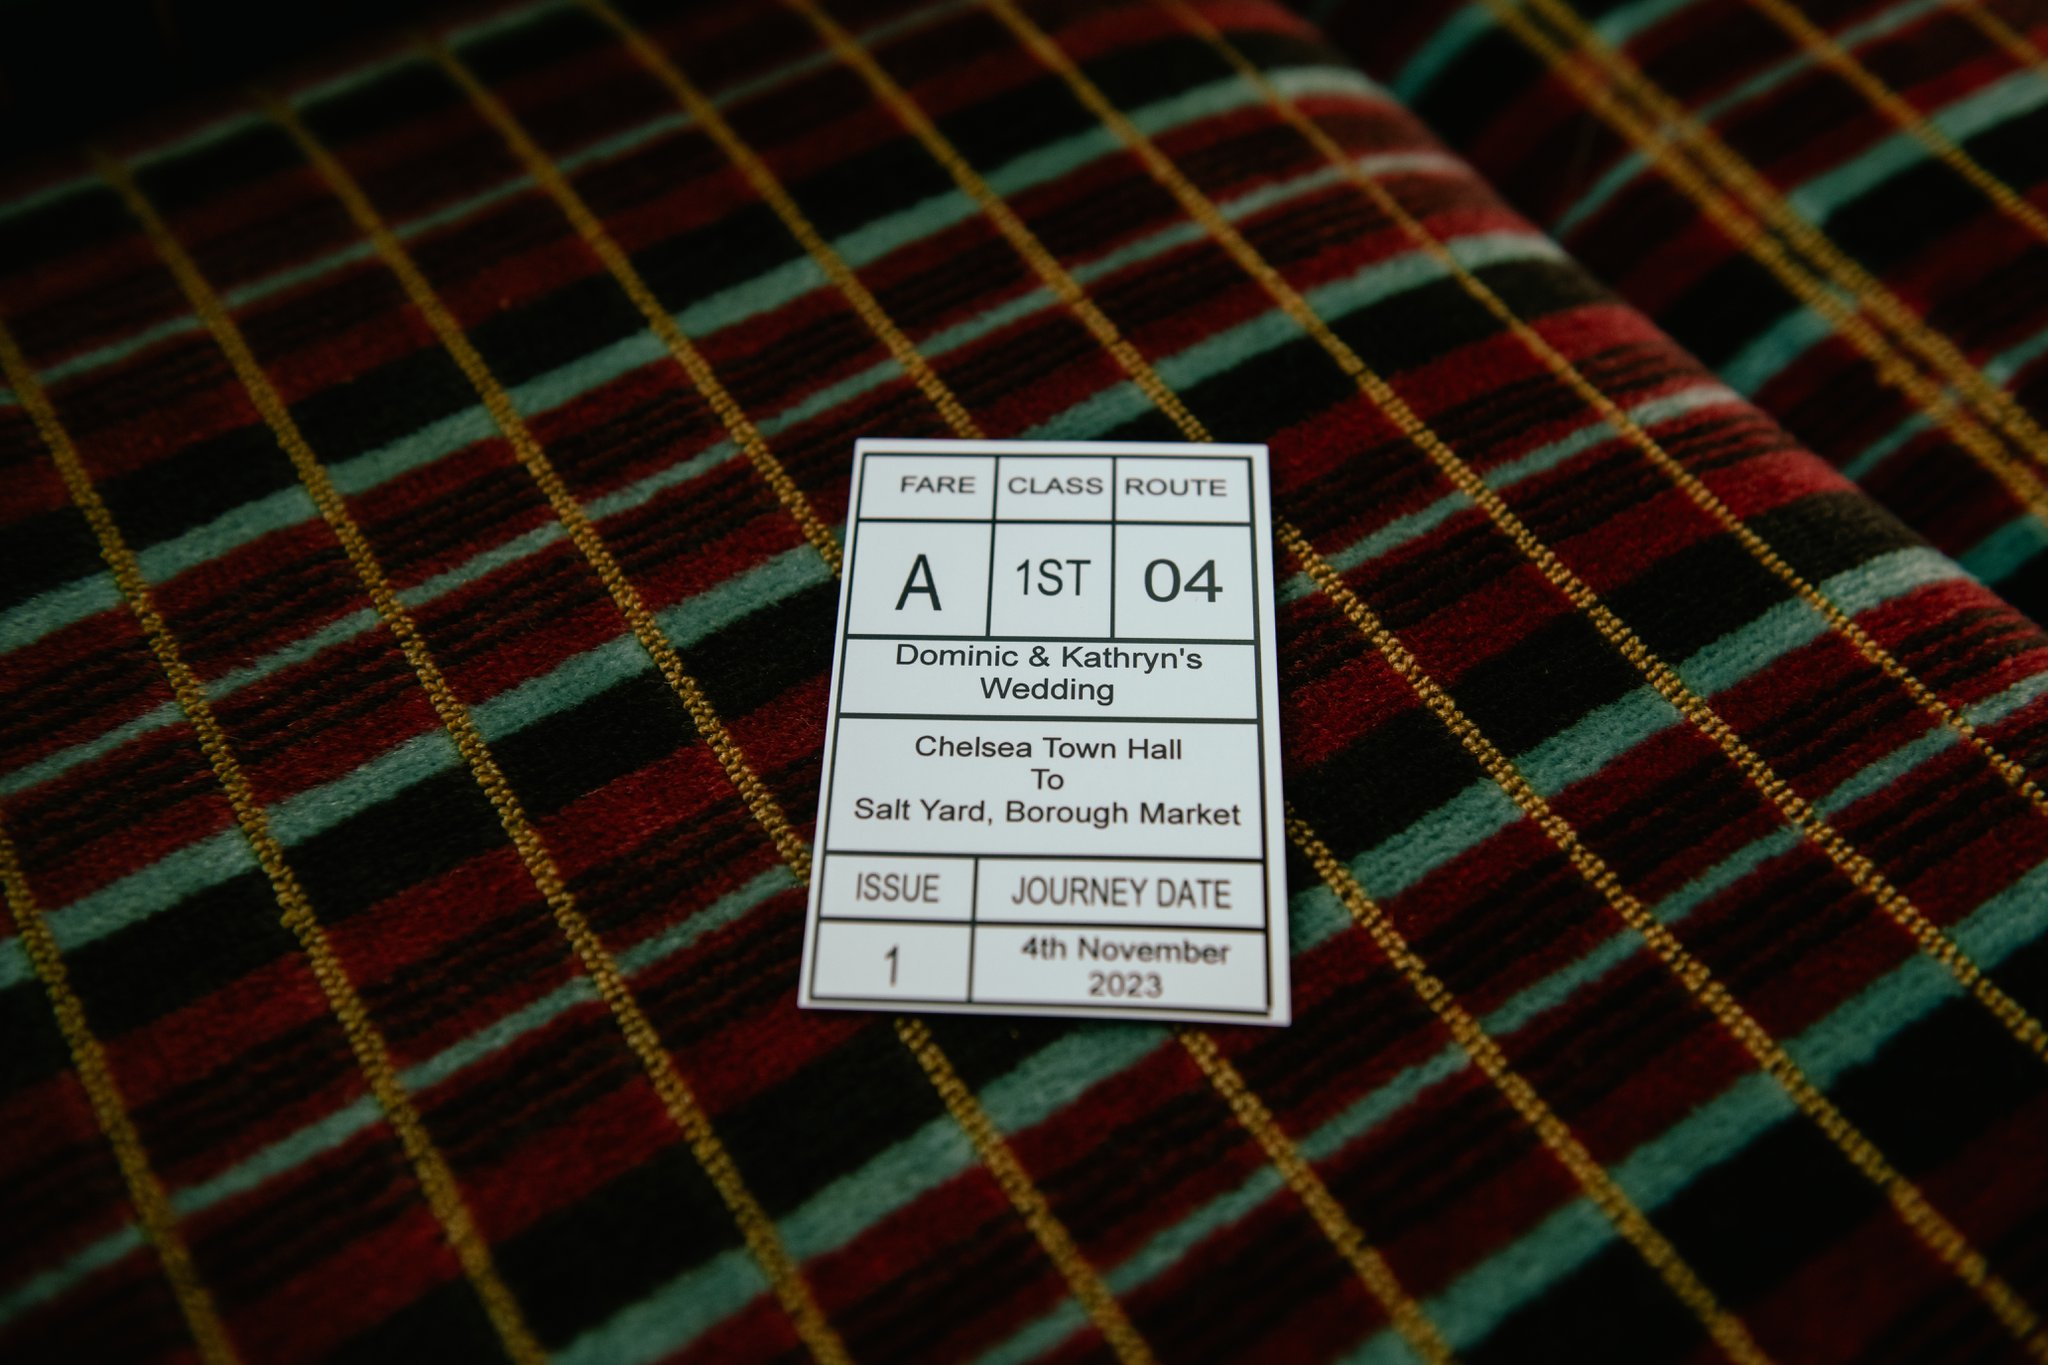 FARE CLASS ROUTE
A 1ST 04
Dominic & Kathryn's
Wedding
Chelsea Town Hall
To
Salt Yard, Borough Market
ISSUE JOURNEY DATE
1 4th November
2023